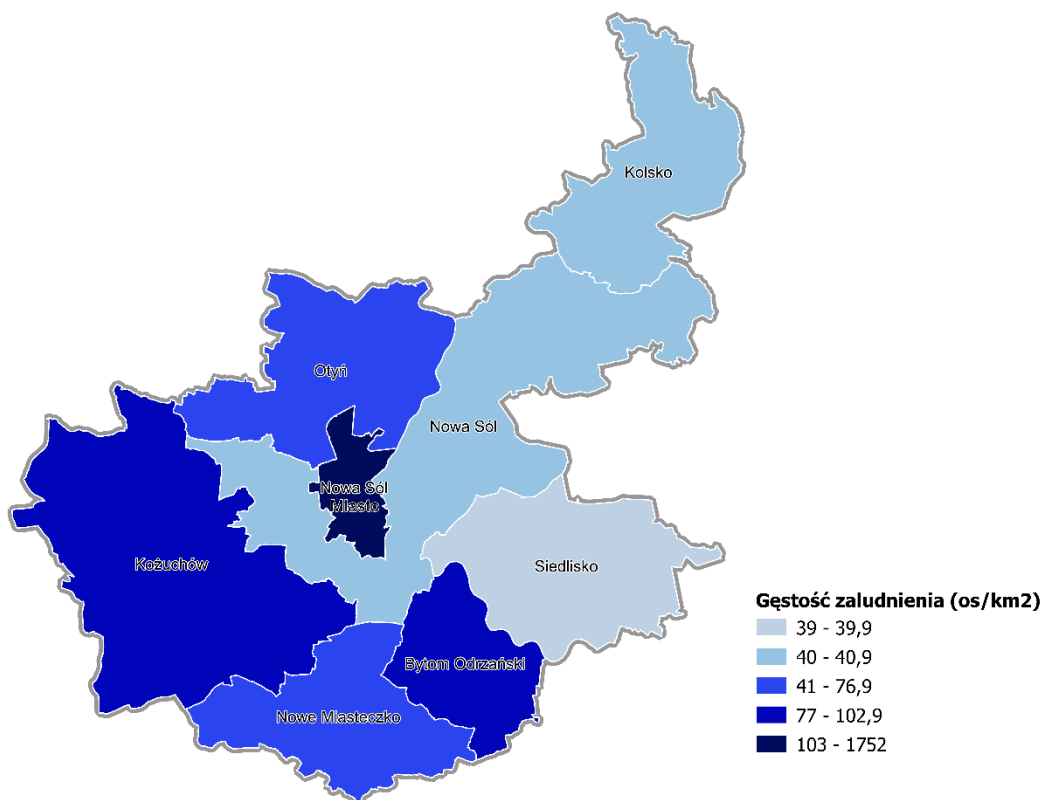 Kolsko
Otyń
Nowa Sól
Nowa Sól
Miasto
Kożuchów
Siedlisko
Bytom Odrzański
Nowe Miasteczko
Gęstość zaludnienia (os/km2)
39 - 39,9
40 - 40,9
41 - 76,9
77 - 102,9
103 - 1752